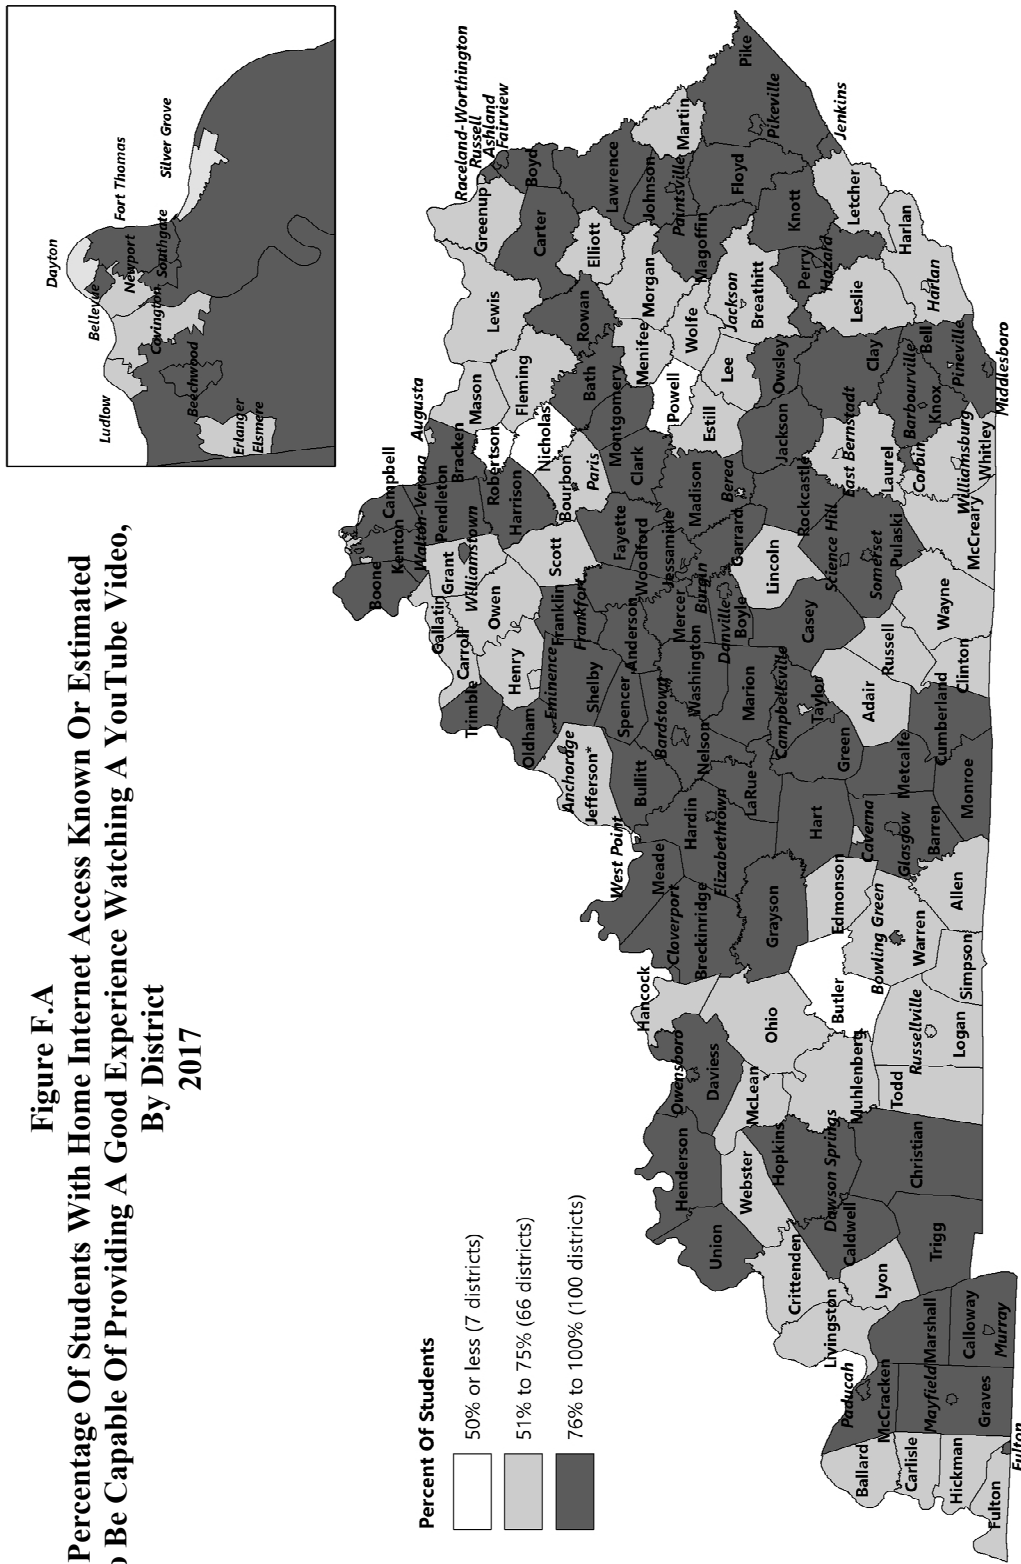 Figure F.A
Percentage Of Students With Home Internet Access Known Or Estimated
o Be Capable Of Providing A Good Experience Watching A YouTube Video,
By District
2017
Dayton
Fort Thomas
Silver Grove
Bellevue
Newport
Southgate
Ludlow
Covington
Beechwood
Erlanger
Elsmere
Percent Of Students
50% or less (7 districts)
51% to 75% (66 districts)
76% to 100% (100 districts)
Raceland-Worthington
Russell
Ashland
Fairview
Greenup
Boyd
Carter
Lewis
Augusta
Mason
Fleming
Rowan
Elliott
Lawrence
Martin
Johnson
Paintsville
Pike
Pikeville
Jenkins
Floyd
Magoffin
Morgan
Menifee
Bath
Montgomery
Nicholas
Robertson
Bracken
Campbell
Kenton
Boone
Walton-Verona
Pendleton
Grant
Williamstown
Harrison
Bourbon
Paris
Clark
Powell
Wolfe
Jackson
Breathitt
Knott
Letcher
Perry
Hazard
Leslie
Harlan
Harlan
Lee
Estill
Owsley
Clay
Jackson
Madison
Berea
Rockcastle
East Bernstadt
Laurel
Corbin
Barbourville
Knox
Bell
Pineville
Middlesboro
Williamsburg
Whitley
McCreary
Science Hill
Somerset
Pulaski
Wayne
Lincoln
Garrard
Fayette
Woodford
Jessamine
Scott
Owen
Gallatin
Carroll
Trimble
Henry
Eminence
Oldham
Franklin
Frankfort
Anderson
Mercer
Burgin
Danville
Boyle
Casey
Russell
Clinton
Adair
Shelby
Spencer
Bardstown
Nelson
Washington
Marion
Campbellsville
Taylor
Green
Cumberland
Metcalfe
Monroe
Anchorage
Jefferson*
Bullitt
West Point
Meade
Hardin
Elizabethtown
LaRue
Hart
Caverna
Glasgow
Barren
Cloverport
Breckinridge
Grayson
Edmonson
Bowling Green
Warren
Allen
Simpson
Hancock
Ohio
Butler
Owensboro
Daviess
McLean
Muhlenberg
Todd
Russellville
Logan
Henderson
Union
Webster
Hopkins
Dawson Springs
Christian
Caldwell
Trigg
Crittenden
Livingston
Lyon
Marshall
Calloway
Murray
Paducah
McCracken
Mayfield
Graves
Ballard
Carlisle
Hickman
Fulton
Fulton